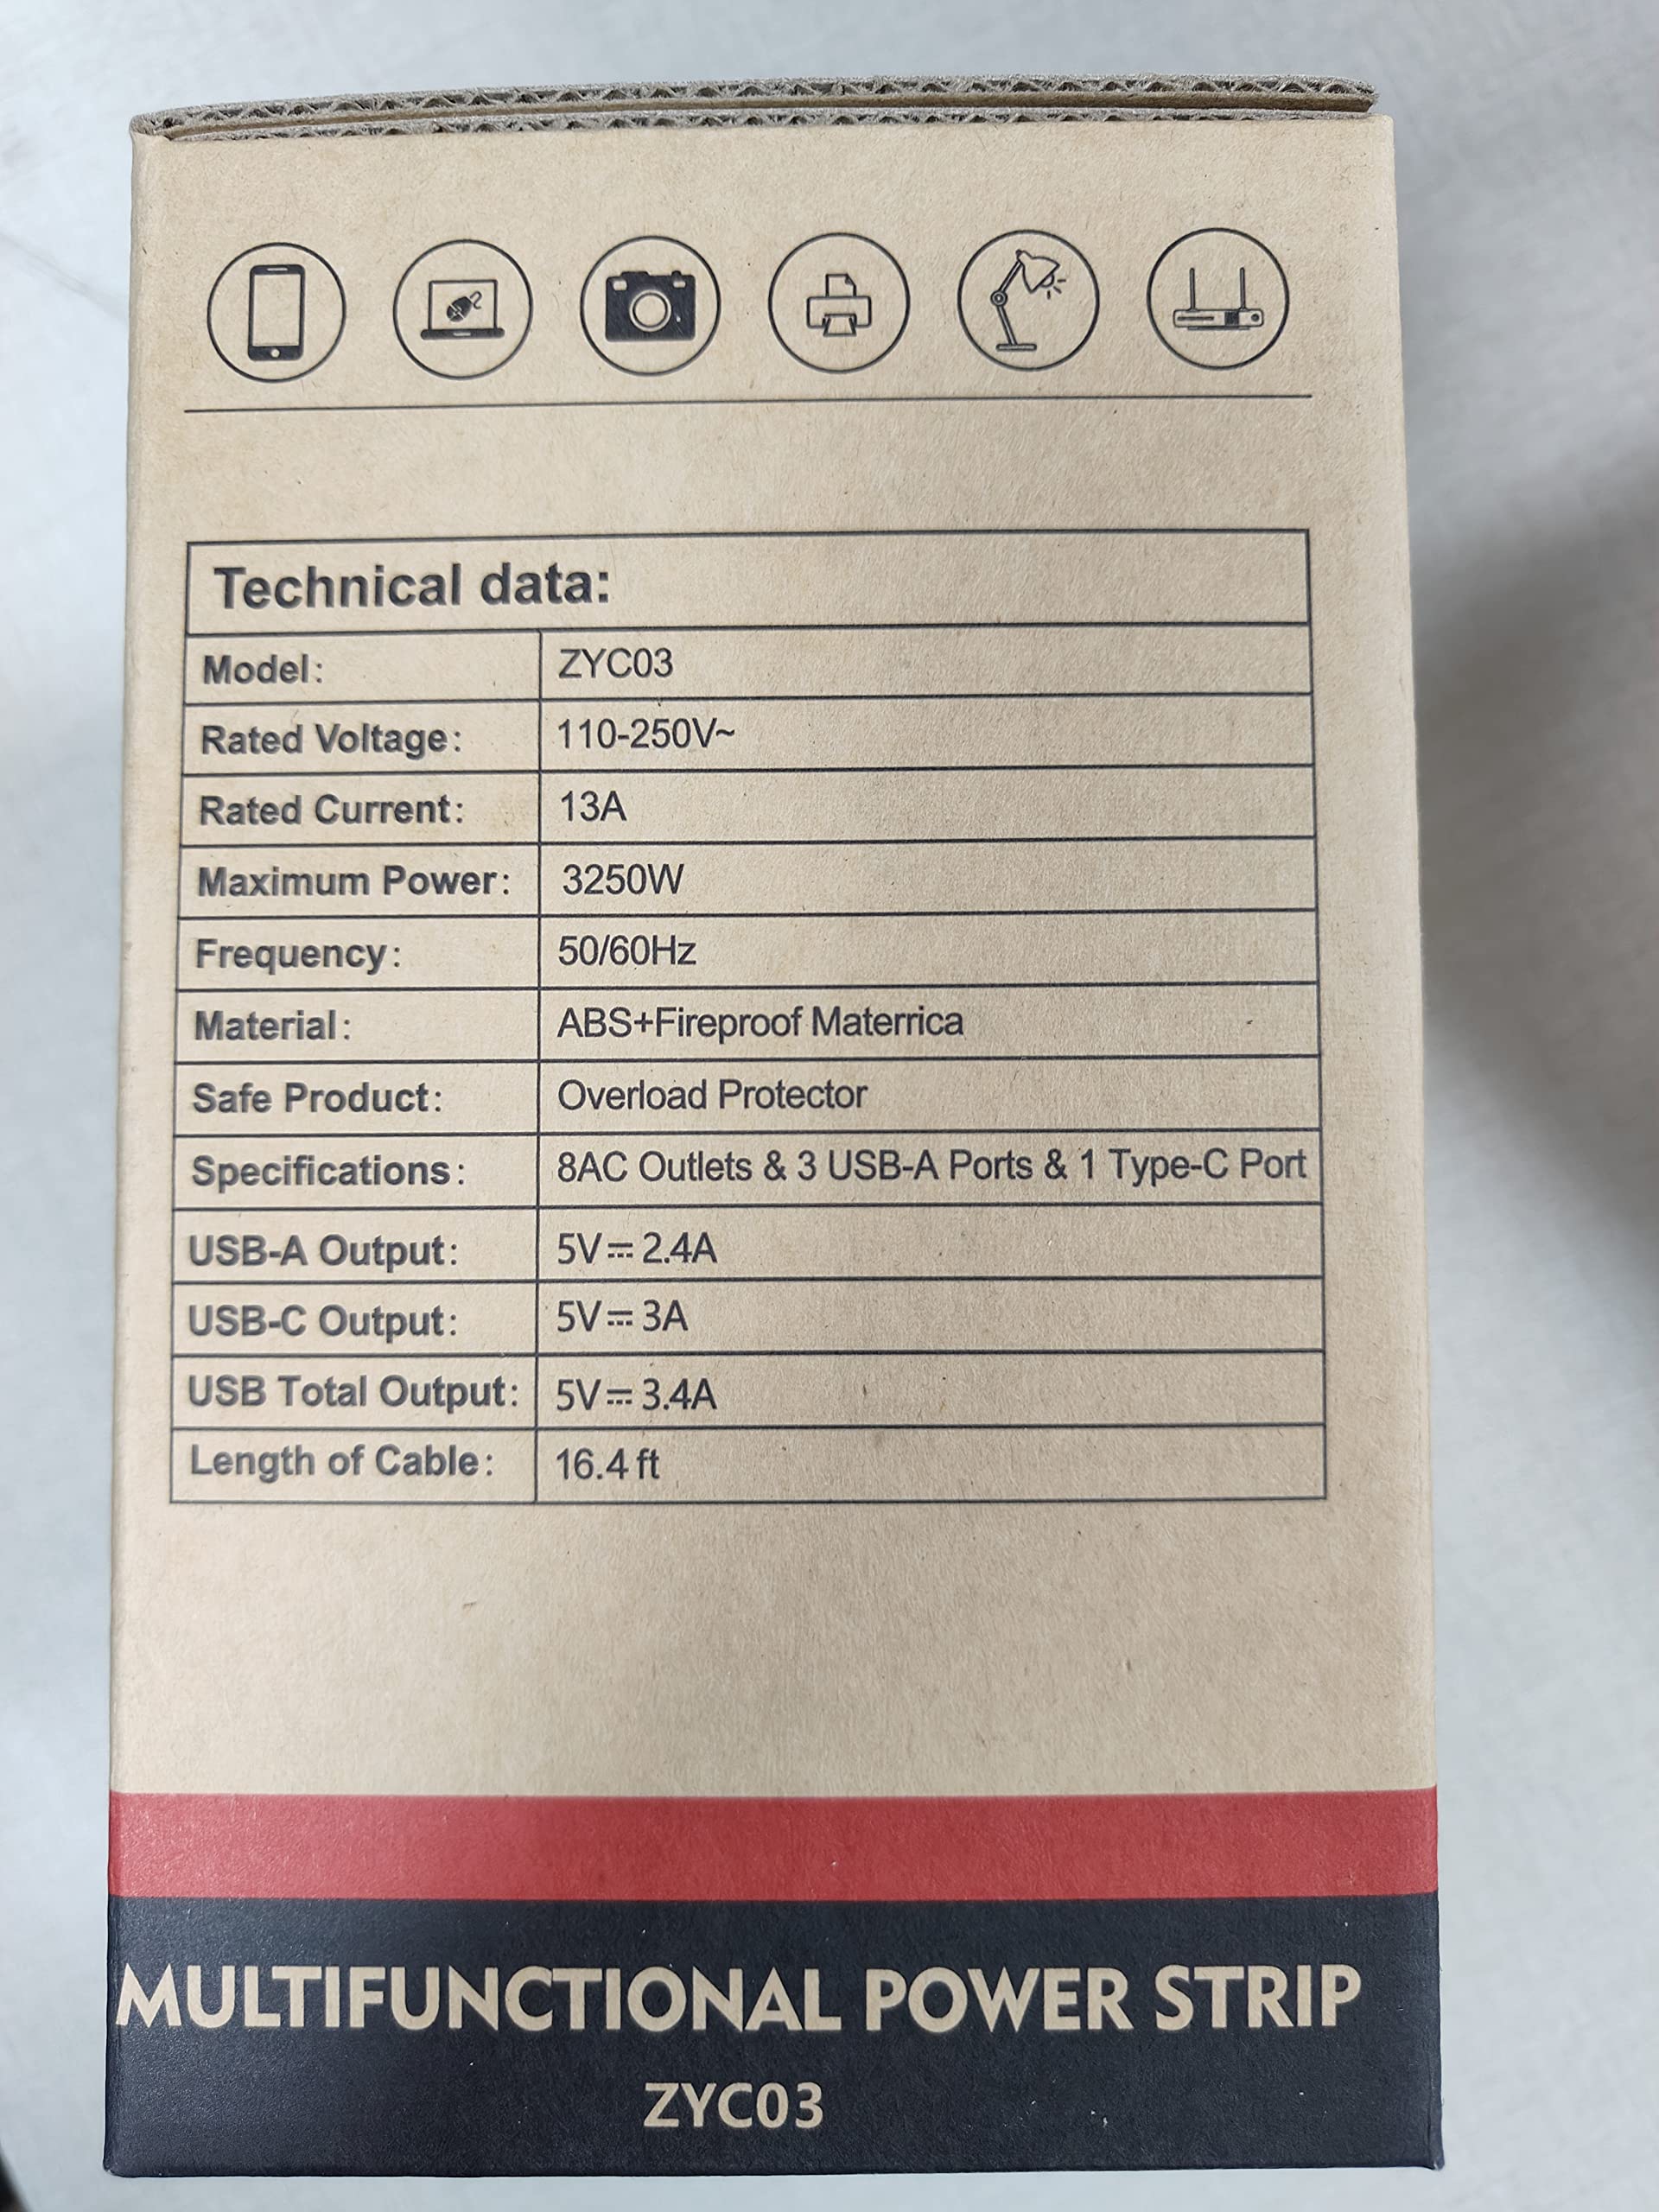 Technical data:
Model: ZYC03
Rated Voltage: 110-250V~
Rated Current: 13A
Maximum Power: 3250W
Frequency: 50/60Hz
Material: ABS+Fireproof Materrica
Safe Product: Overload Protector
Specifications: 8AC Outlets & 3 USB-A Ports & 1 Type-C Port
USB-A Output: 5V⎓2.4A
USB-C Output: 5V⎓3A
USB Total Output: 5V⎓3.4A
Length of Cable: 16.4 ft
MULTIFUNCTIONAL POWER STRIP
ZYC03